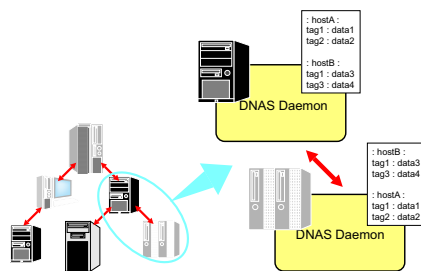 : hostA :
tag1 : data1
tag2 : data2
: hostB :
tag1 : data3
tag3 : data4
DNAS Daemon
: hostB :
tag1 : data3
tag3 : data4
: hostA :
tag1 : data1
tag2 : data2
DNAS Daemon